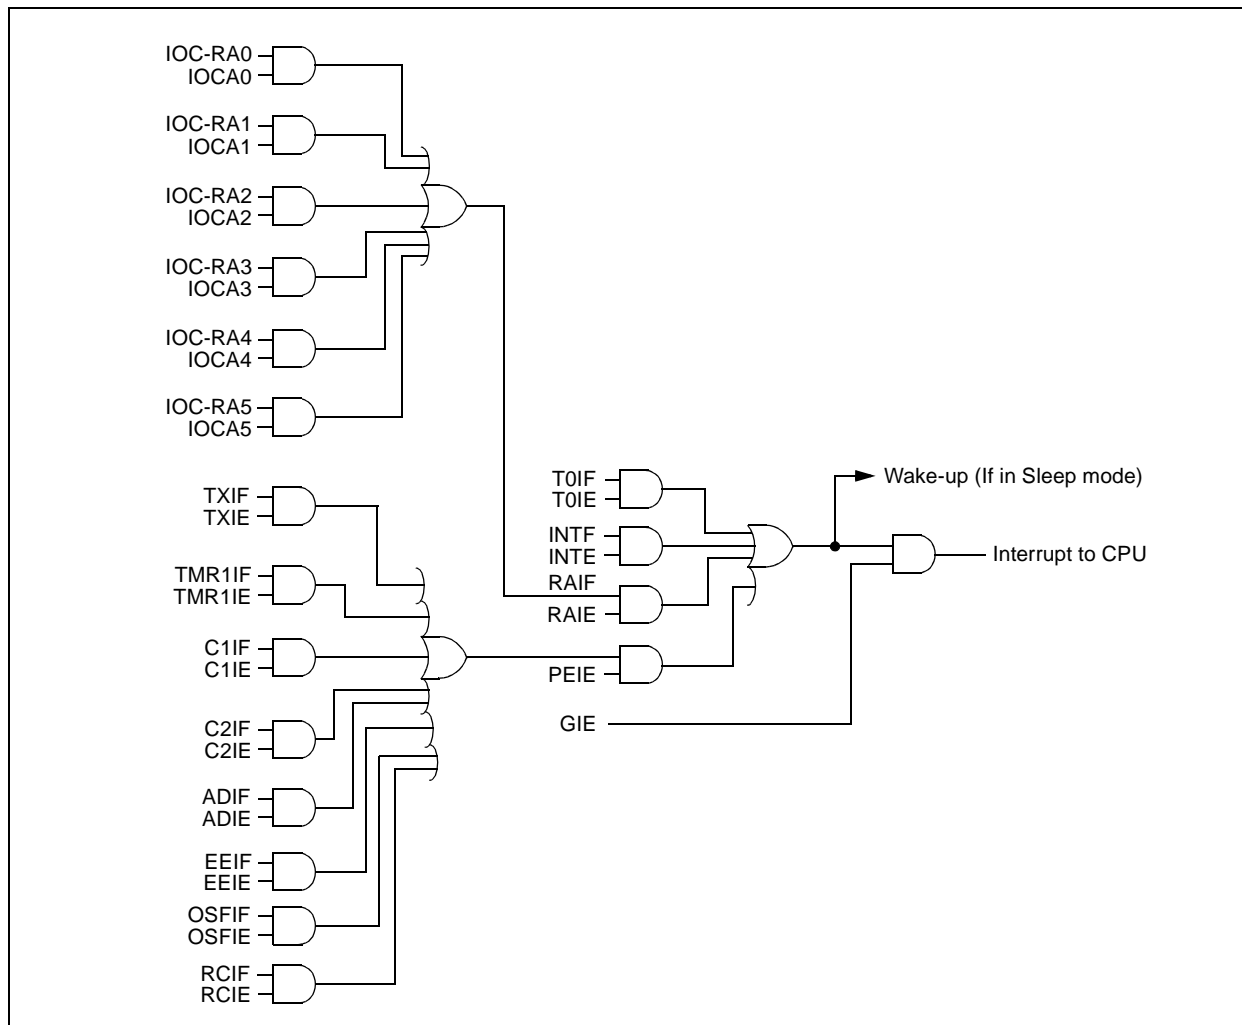 IOC-RA0
IOCA0
IOC-RA1
IOCA1
IOC-RA2
IOCA2
IOC-RA3
IOCA3
IOC-RA4
IOCA4
IOC-RA5
IOCA5
TXIF
TXIE
TMR1IF
TMR1IE
C1IF
C1IE
C2IF
C2IE
ADIF
ADIE
EEIF
EEIE
OSFIF
OSFIE
RCIF
RCIE
T0IF
T0IE
INTF
INTE
RAIF
RAIE
PEIE
GIE
Wake-up (If in Sleep mode)
Interrupt to CPU